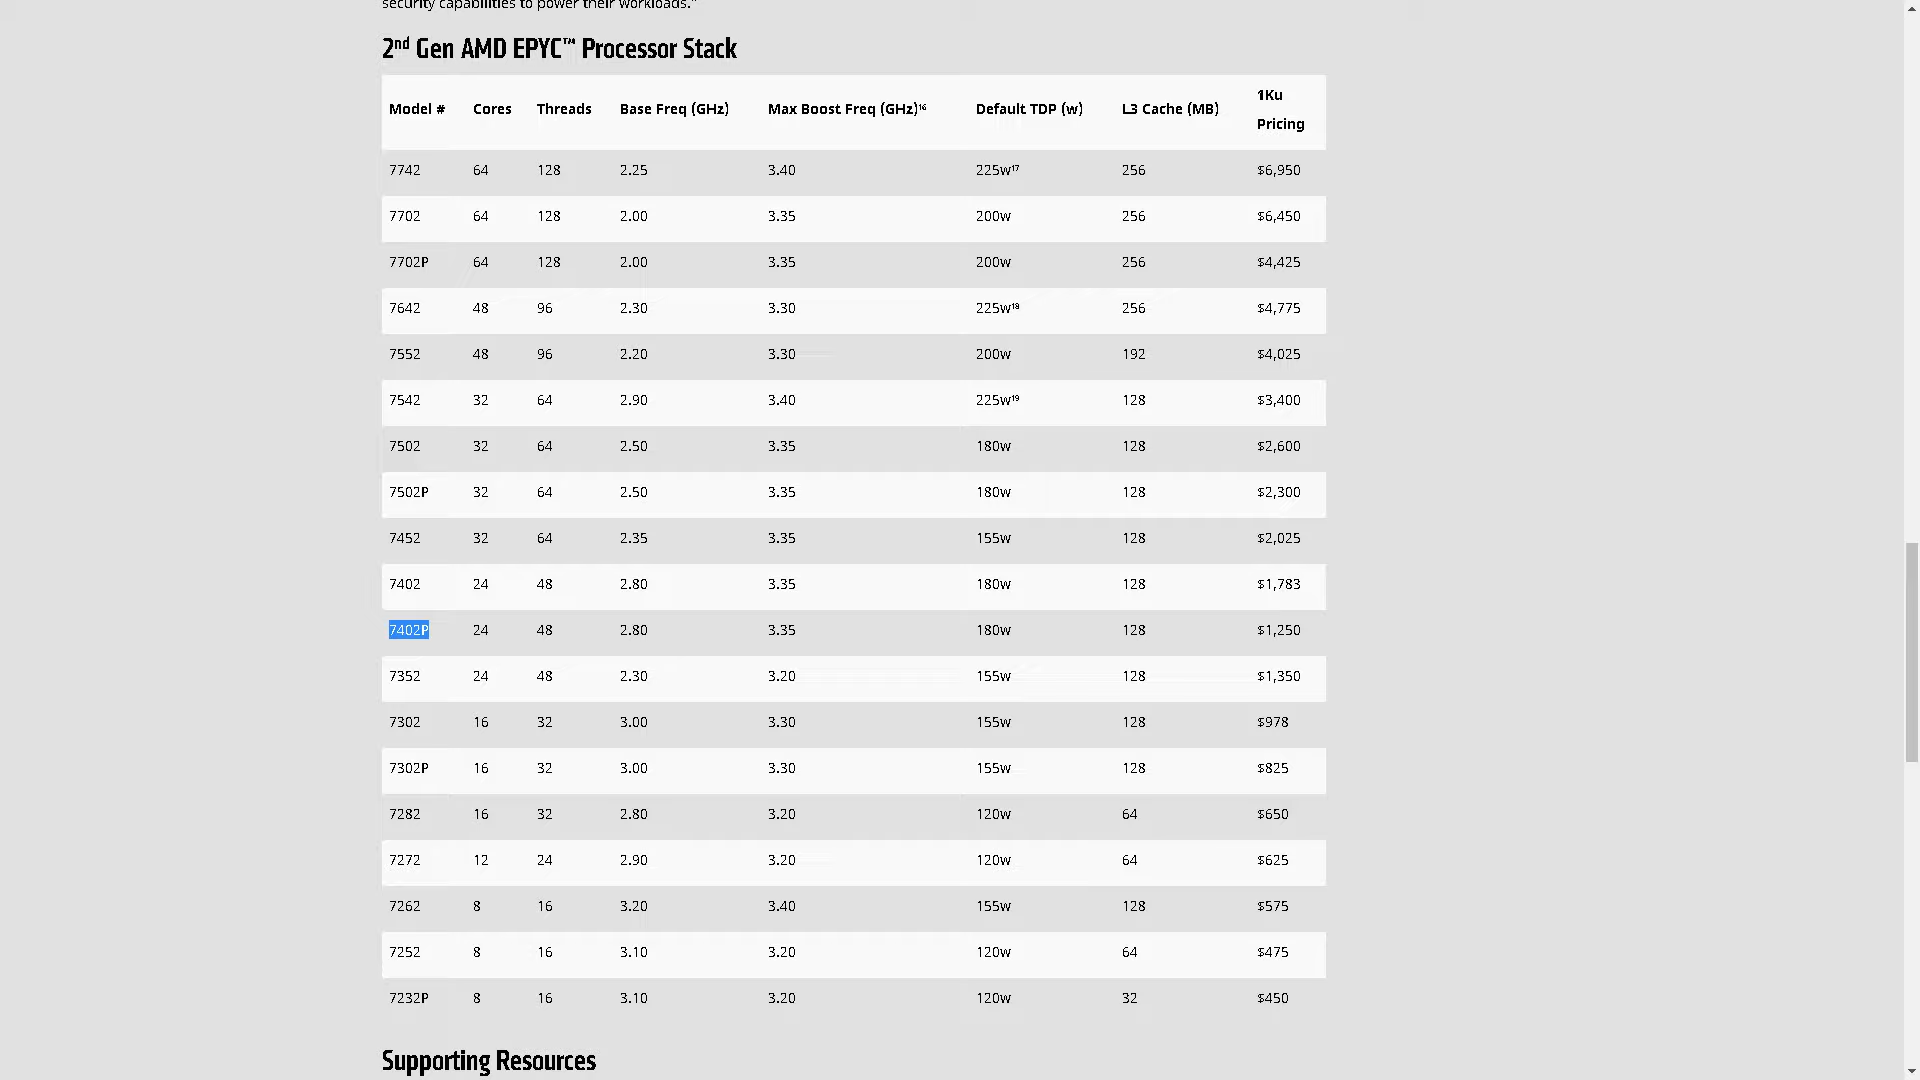 security capabilities to power their workloads."
2nd Gen AMD EPYC™ Processor Stack
Model # Cores Threads Base Freq (GHz) Max Boost Freq (GHz)16 Default TDP (w) L3 Cache (MB) 1Ku Pricing
7742 64 128 2.25 3.40 225w17 256 $6,950
7702 64 128 2.00 3.35 200w 256 $6,450
7702P 64 128 2.00 3.35 200w 256 $4,425
7642 48 96 2.30 3.30 225w18 256 $4,775
7552 48 96 2.20 3.30 200w 192 $4,025
7542 32 64 2.90 3.40 225w19 128 $3,400
7502 32 64 2.50 3.35 180w 128 $2,600
7502P 32 64 2.50 3.35 180w 128 $2,300
7452 32 64 2.35 3.35 155w 128 $2,025
7402 24 48 2.80 3.35 180w 128 $1,783
7402P 24 48 2.80 3.35 180w 128 $1,250
7352 24 48 2.30 3.20 155w 128 $1,350
7302 16 32 3.00 3.30 155w 128 $978
7302P 16 32 3.00 3.30 155w 128 $825
7282 16 32 2.80 3.20 120w 64 $650
7272 12 24 2.90 3.20 120w 64 $625
7262 8 16 3.20 3.40 155w 128 $575
7252 8 16 3.10 3.20 120w 64 $475
7232P 8 16 3.10 3.20 120w 32 $450
Supporting Resources